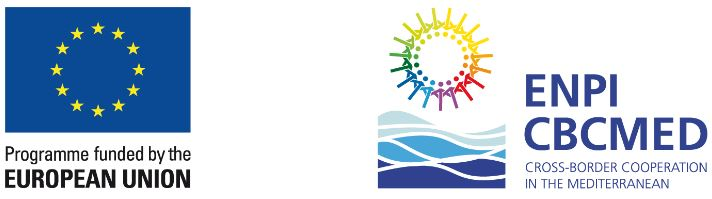 Programme funded by the
EUROPEAN UNION
ENPI
CBCMED
CROSS-BORDER COOPERATION
IN THE MEDITERRANEAN